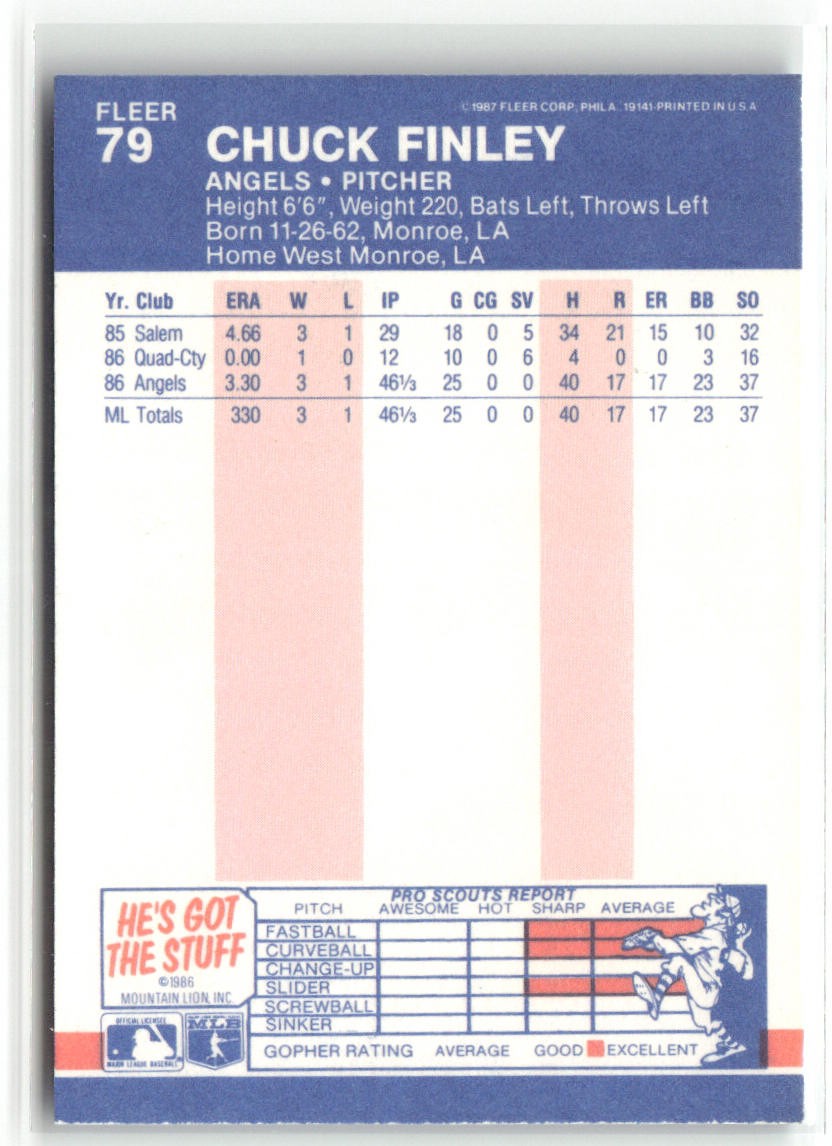 FLEER
©1987 FLEER CORP., PHILA. 19141-PRINTED IN U.S.A
79 CHUCK FINLEY
ANGELS • PITCHER
Height 6'6", Weight 220, Bats Left, Throws Left
Born 11-26-62, Monroe, LA
Home West Monroe, LA
Yr. Club ERA W L IP G CG SV H R ER BB SO
85 Salem 4.66 3 1 29 18 0 5 34 21 15 10 32
86 Quad-Cty 0.00 1 0 12 10 0 6 4 0 0 3 16
86 Angels 3.30 3 1 46⅓ 25 0 0 40 17 17 23 37
ML Totals 330 3 1 46⅓ 25 0 0 40 17 17 23 37
HE'S GOT
THE STUFF
©1986
MOUNTAIN LION, INC.
OFFICIAL LICENSEE
MAJOR LEAGUE BASEBALL
MLB
PRO SCOUTS REPORT
PITCH AWESOME HOT SHARP AVERAGE
FASTBALL
CURVEBALL
CHANGE-UP
SLIDER
SCREWBALL
SINKER
GOPHER RATING AVERAGE GOOD EXCELLENT